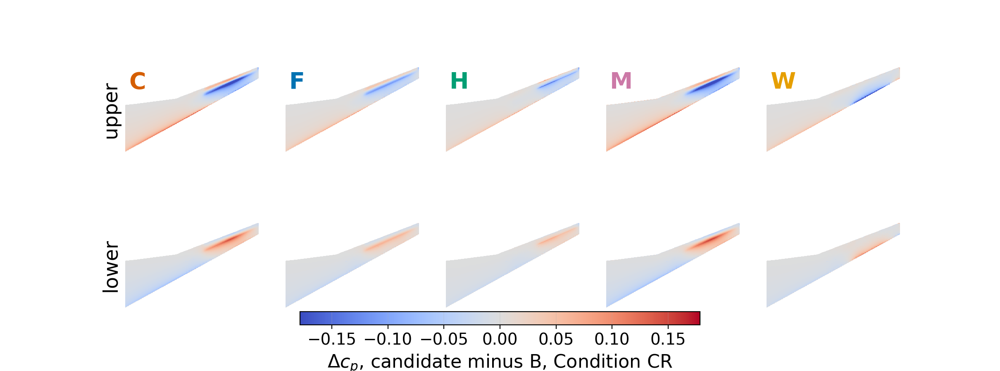 C F H M W
upper
lower
−0.15 −0.10 −0.05 0.00 0.05 0.10 0.15
Δcₚ, candidate minus B, Condition CR